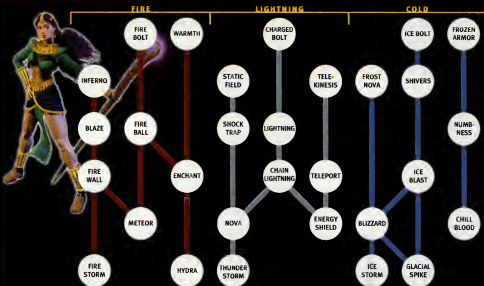 FIRE
LIGHTNING
COLD
FIRE
BOLT
WARMTH
CHARGED
BOLT
ICE BOLT
FROZEN
ARMOR
INFERNO
STATIC
FIELD
TELE-
KINESIS
FROST
NOVA
SHIVERS
BLAZE
FIRE
BALL
SHOCK
TRAP
LIGHTNING
NUMB-
NESS
FIRE
WALL
ENCHANT
CHAIN
LIGHTNING
TELEPORT
ICE
BLAST
METEOR
NOVA
ENERGY
SHIELD
BLIZZARD
CHILL
BLOOD
FIRE
STORM
HYDRA
THUNDER
STORM
ICE
STORM
GLACIAL
SPIKE